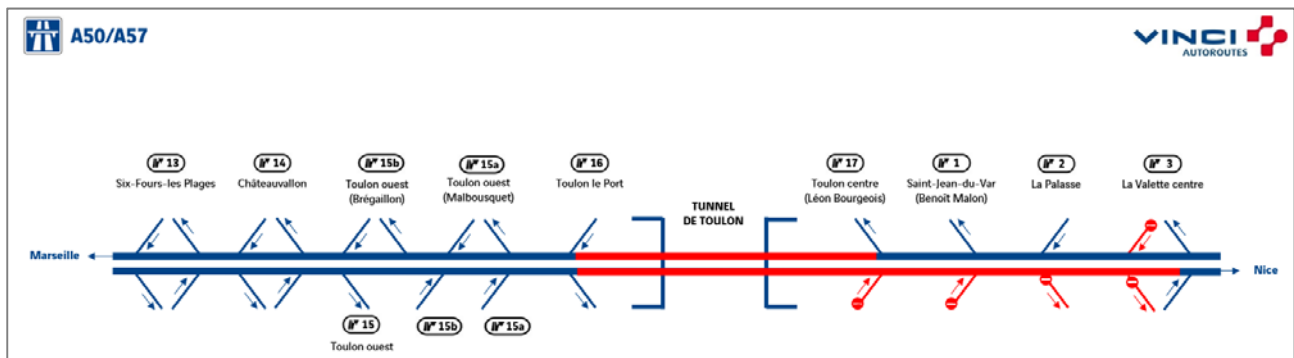 A50/A57
VINCI
AUTOROUTES
13
14
15b
15a
16
17
1
2
3
Six-Fours-les Plages
Châteauvallon
Toulon ouest
(Brégaillon)
Toulon ouest
(Malbousquet)
Toulon le Port
TUNNEL
DE TOULON
Toulon centre
(Léon Bourgeois)
Saint-Jean-du-Var
(Benoît Malon)
La Palasse
La Valette centre
Marseille
Nice
15
15b
15a
Toulon ouest